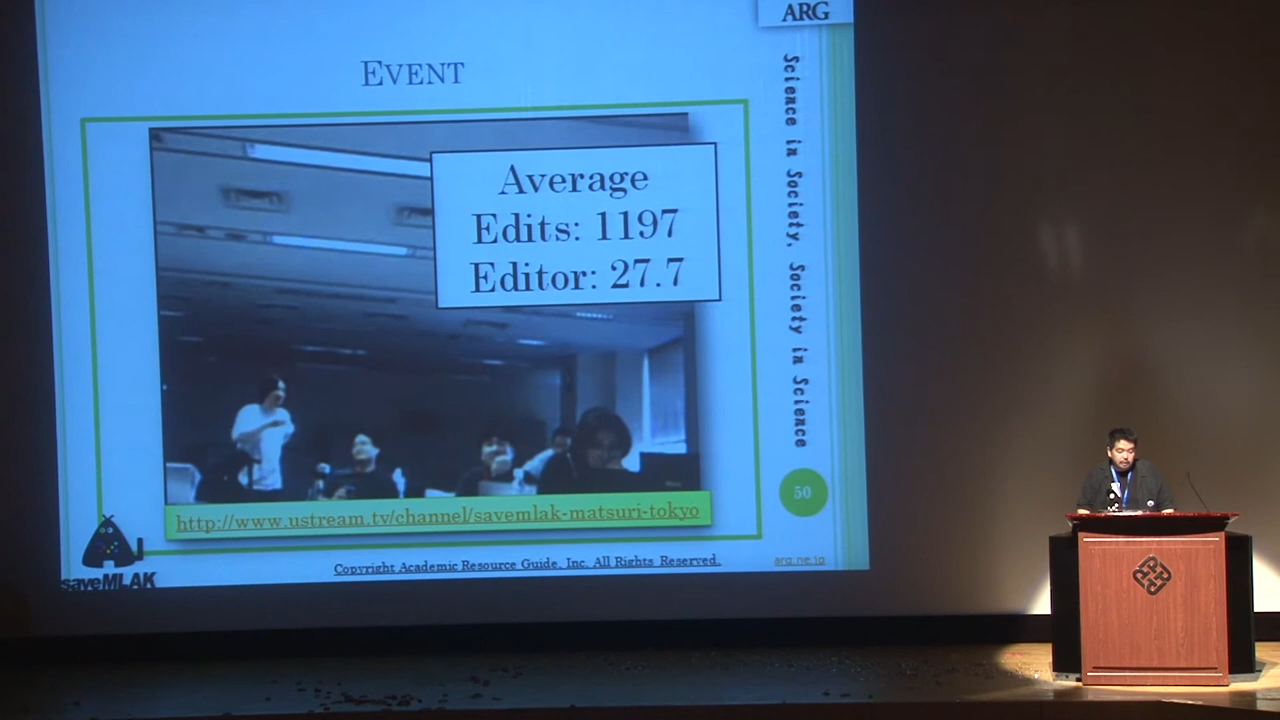 ARG
EVENT
Average
Edits: 1197
Editor: 27.7
Science in Society, Society in Science
50
http://www.ustream.tv/channel/savemlak-matsuri-tokyo
saveMLAK
Copyright Academic Resource Guide, Inc. All Rights Reserved.
arg.ne.jp